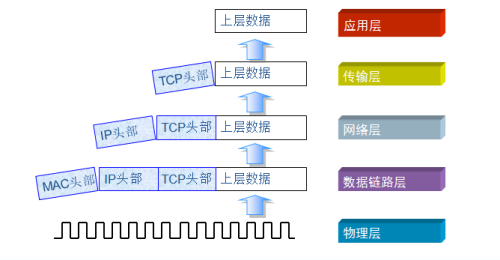 上层数据 应用层
TCP头部 上层数据 传输层
IP头部 TCP头部 上层数据 网络层
MAC头部 IP头部 TCP头部 上层数据 数据链路层
物理层